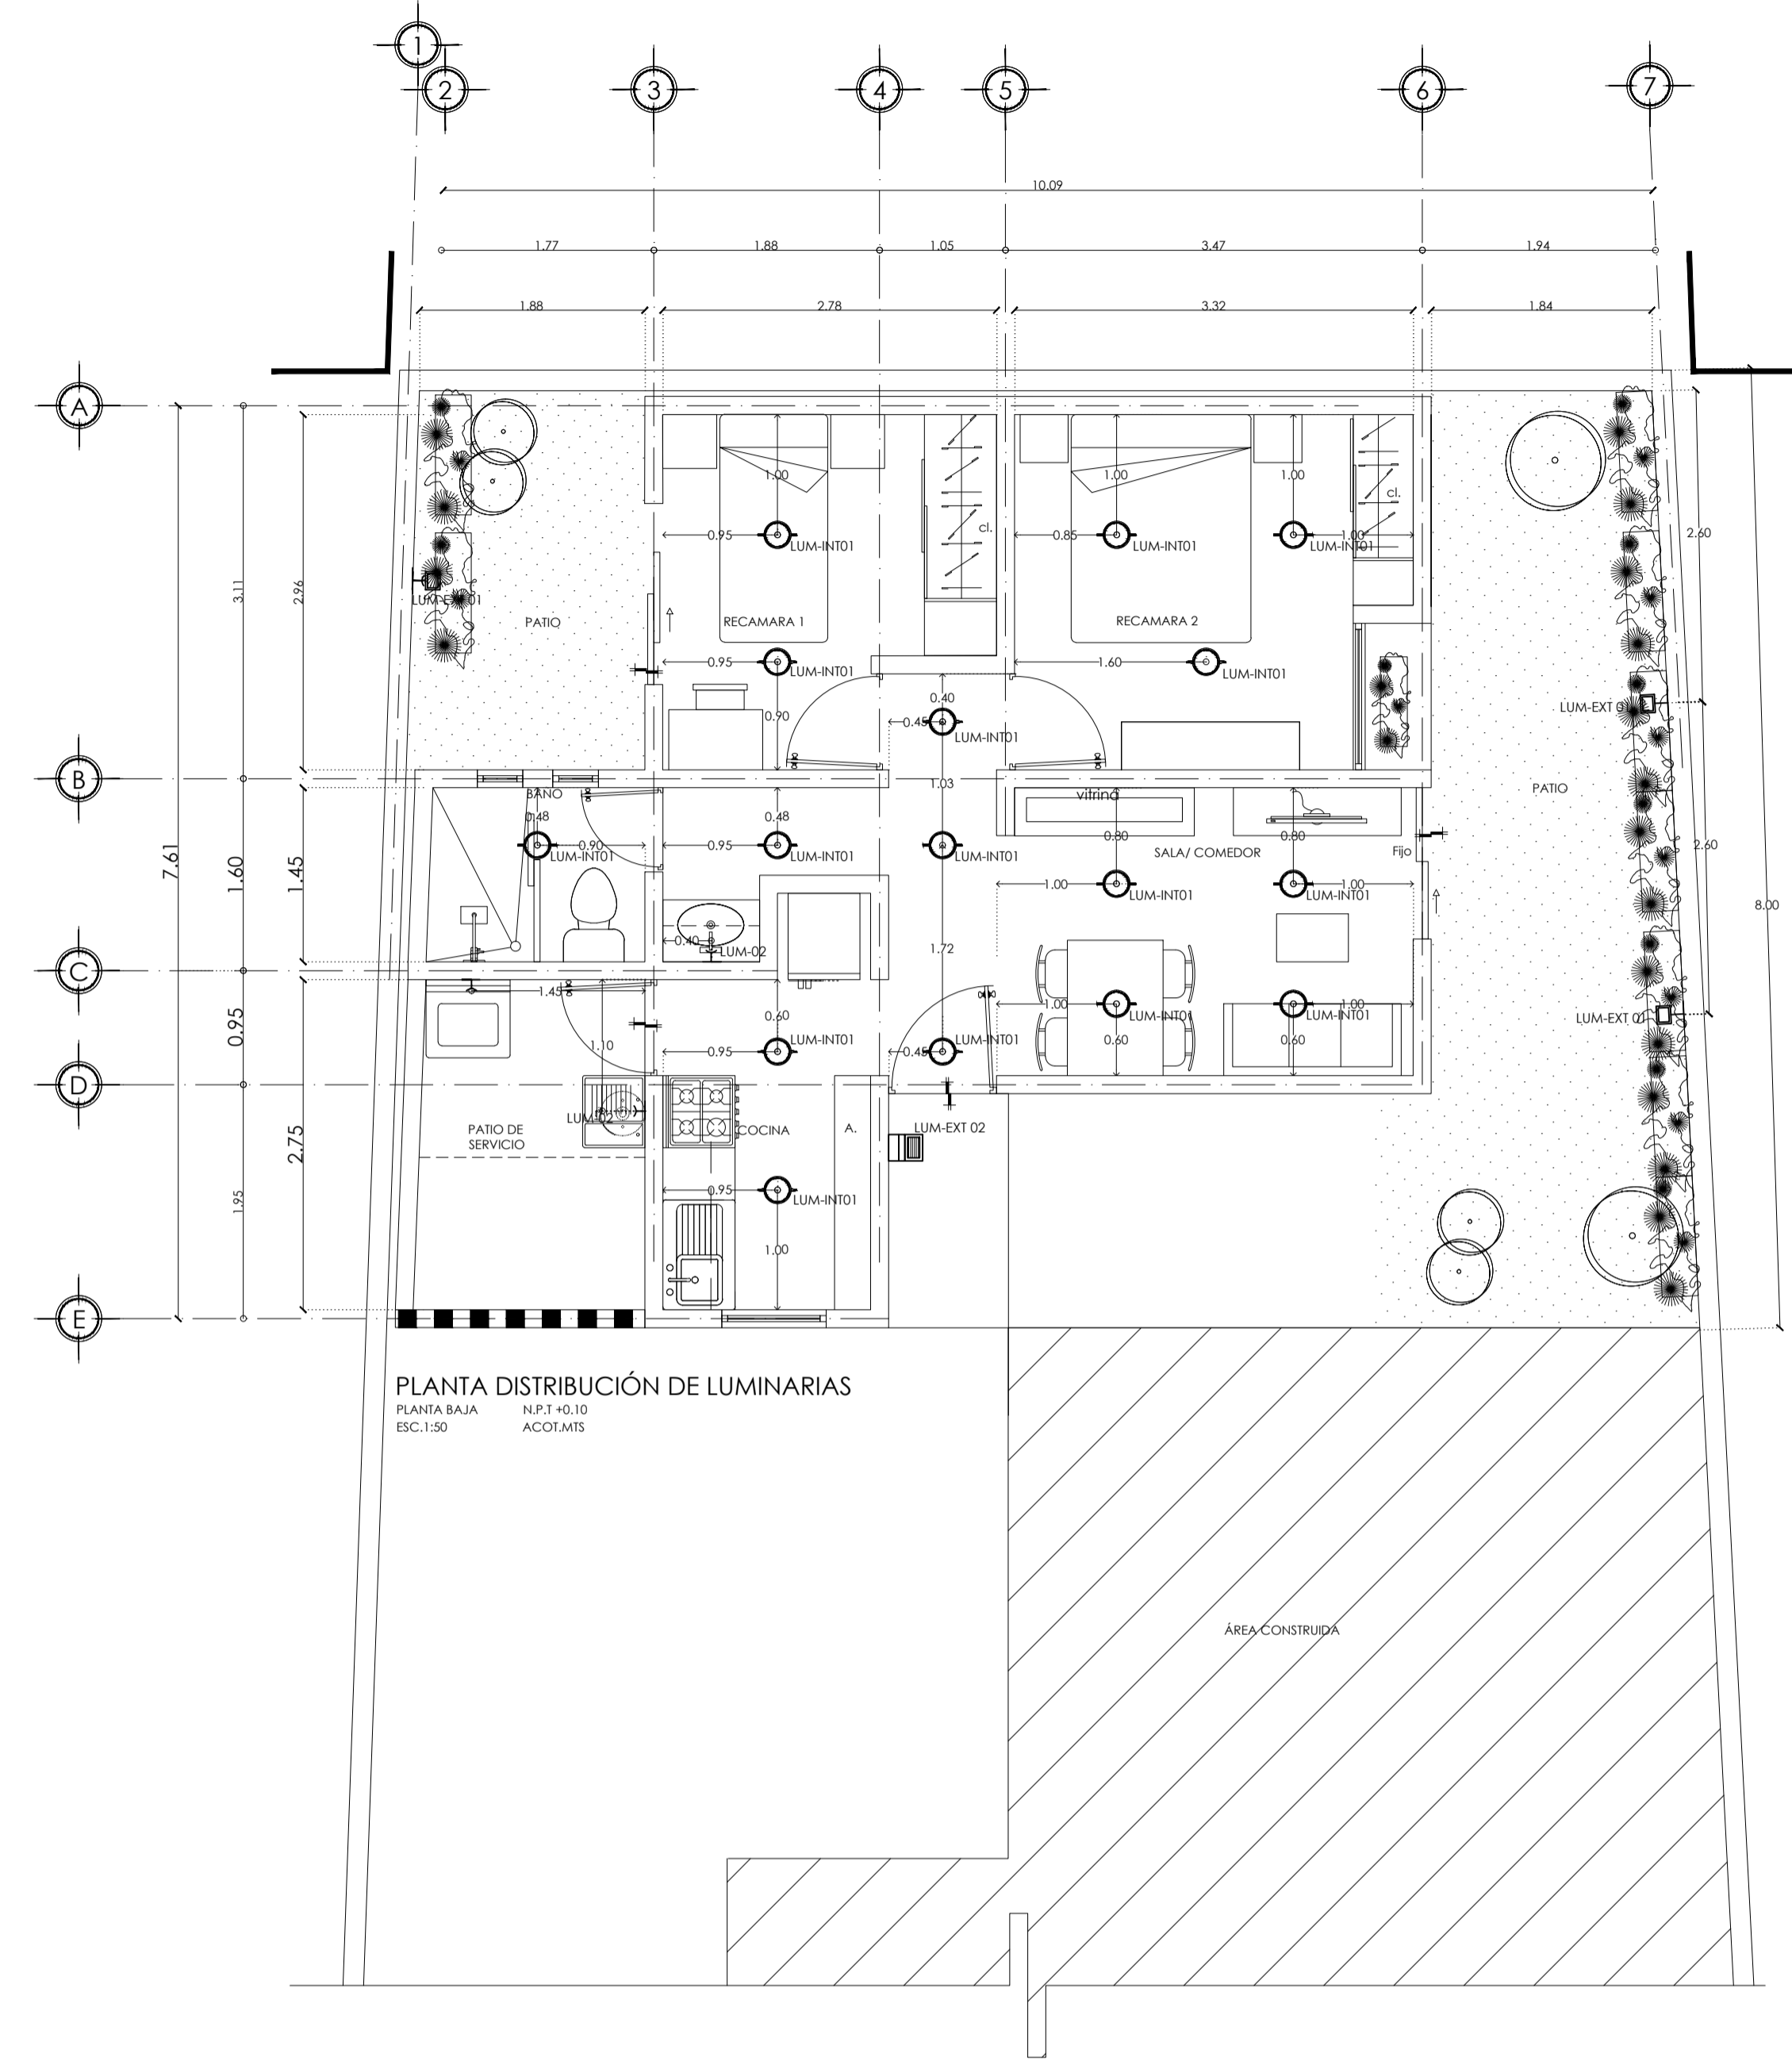 1
2
3
4
5
6
7
10.09
1.77
1.88
1.05
3.47
1.94
1.88
2.78
3.32
1.84
A
1.00
1.00
1.00
cl.
cl.
0.95
LUM-INT01
0.85
LUM-INT01
1.00
LUM-INT01
2.60
3.11
2.96
LUM-EXT 01
PATIO
RECAMARA 1
RECAMARA 2
0.95
LUM-INT01
1.60
LUM-INT01
0.40
0.90
0.45
LUM-INT01
LUM-EXT 01
B
1.03
BAÑO
vitrina
PATIO
0.48
0.48
0.80
0.80
0.90
LUM-INT01
0.95
LUM-INT01
LUM-INT01
SALA/ COMEDOR
Fijo
2.60
7.61
1.60
1.45
1.00
LUM-INT01
LUM-INT01
1.00
8.00
0.40
LUM-02
1.72
C
1.45
1.00
LUM-INT01
LUM-INT01
1.00
0.60
LUM-EXT 01
0.95
1.10
0.95
LUM-INT01
0.45
LUM-INT01
0.60
0.60
D
LUM-02
PATIO DE
SERVICIO
COCINA
A.
LUM-EXT 02
2.75
1.95
0.95
LUM-INT01
1.00
E
PLANTA DISTRIBUCIÓN DE LUMINARIAS
PLANTA BAJA N.P.T +0.10
ESC.1:50 ACOT.MTS
ÁREA CONSTRUIDA